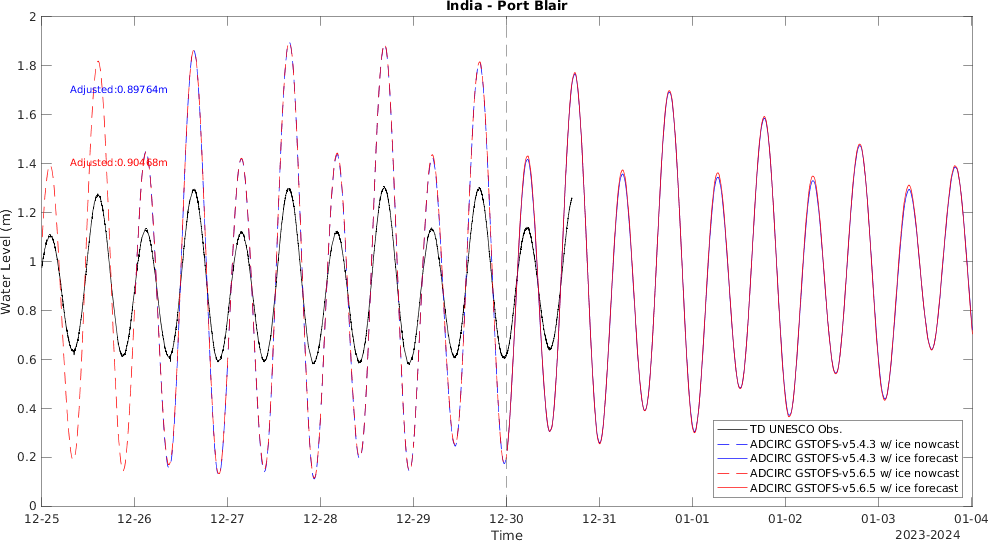 India - Port Blair
2
1.8
1.6
1.4
1.2
1
0.8
0.6
0.4
0.2
0
Water Level (m)
Adjusted:0.89764m
Adjusted:0.90468m
TD UNESCO Obs.
ADCIRC GSTOFS-v5.4.3 w/ ice nowcast
ADCIRC GSTOFS-v5.4.3 w/ ice forecast
ADCIRC GSTOFS-v5.6.5 w/ ice nowcast
ADCIRC GSTOFS-v5.6.5 w/ ice forecast
12-25 12-26 12-27 12-28 12-29 12-30 12-31 01-01 01-02 01-03 01-04
Time
2023-2024